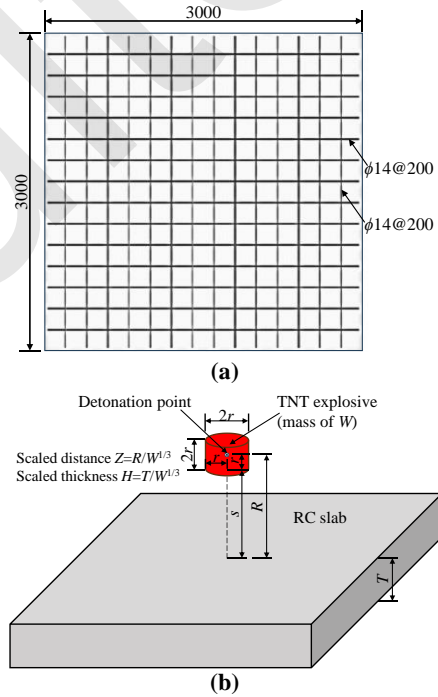 3000
3000
ϕ14@200
ϕ14@200
(a)
Detonation point
TNT explosive
(mass of W)
2r
2r
r
r
Scaled distance Z=R/W^{1/3}
Scaled thickness H=T/W^{1/3}
s
R
RC slab
T
(b)